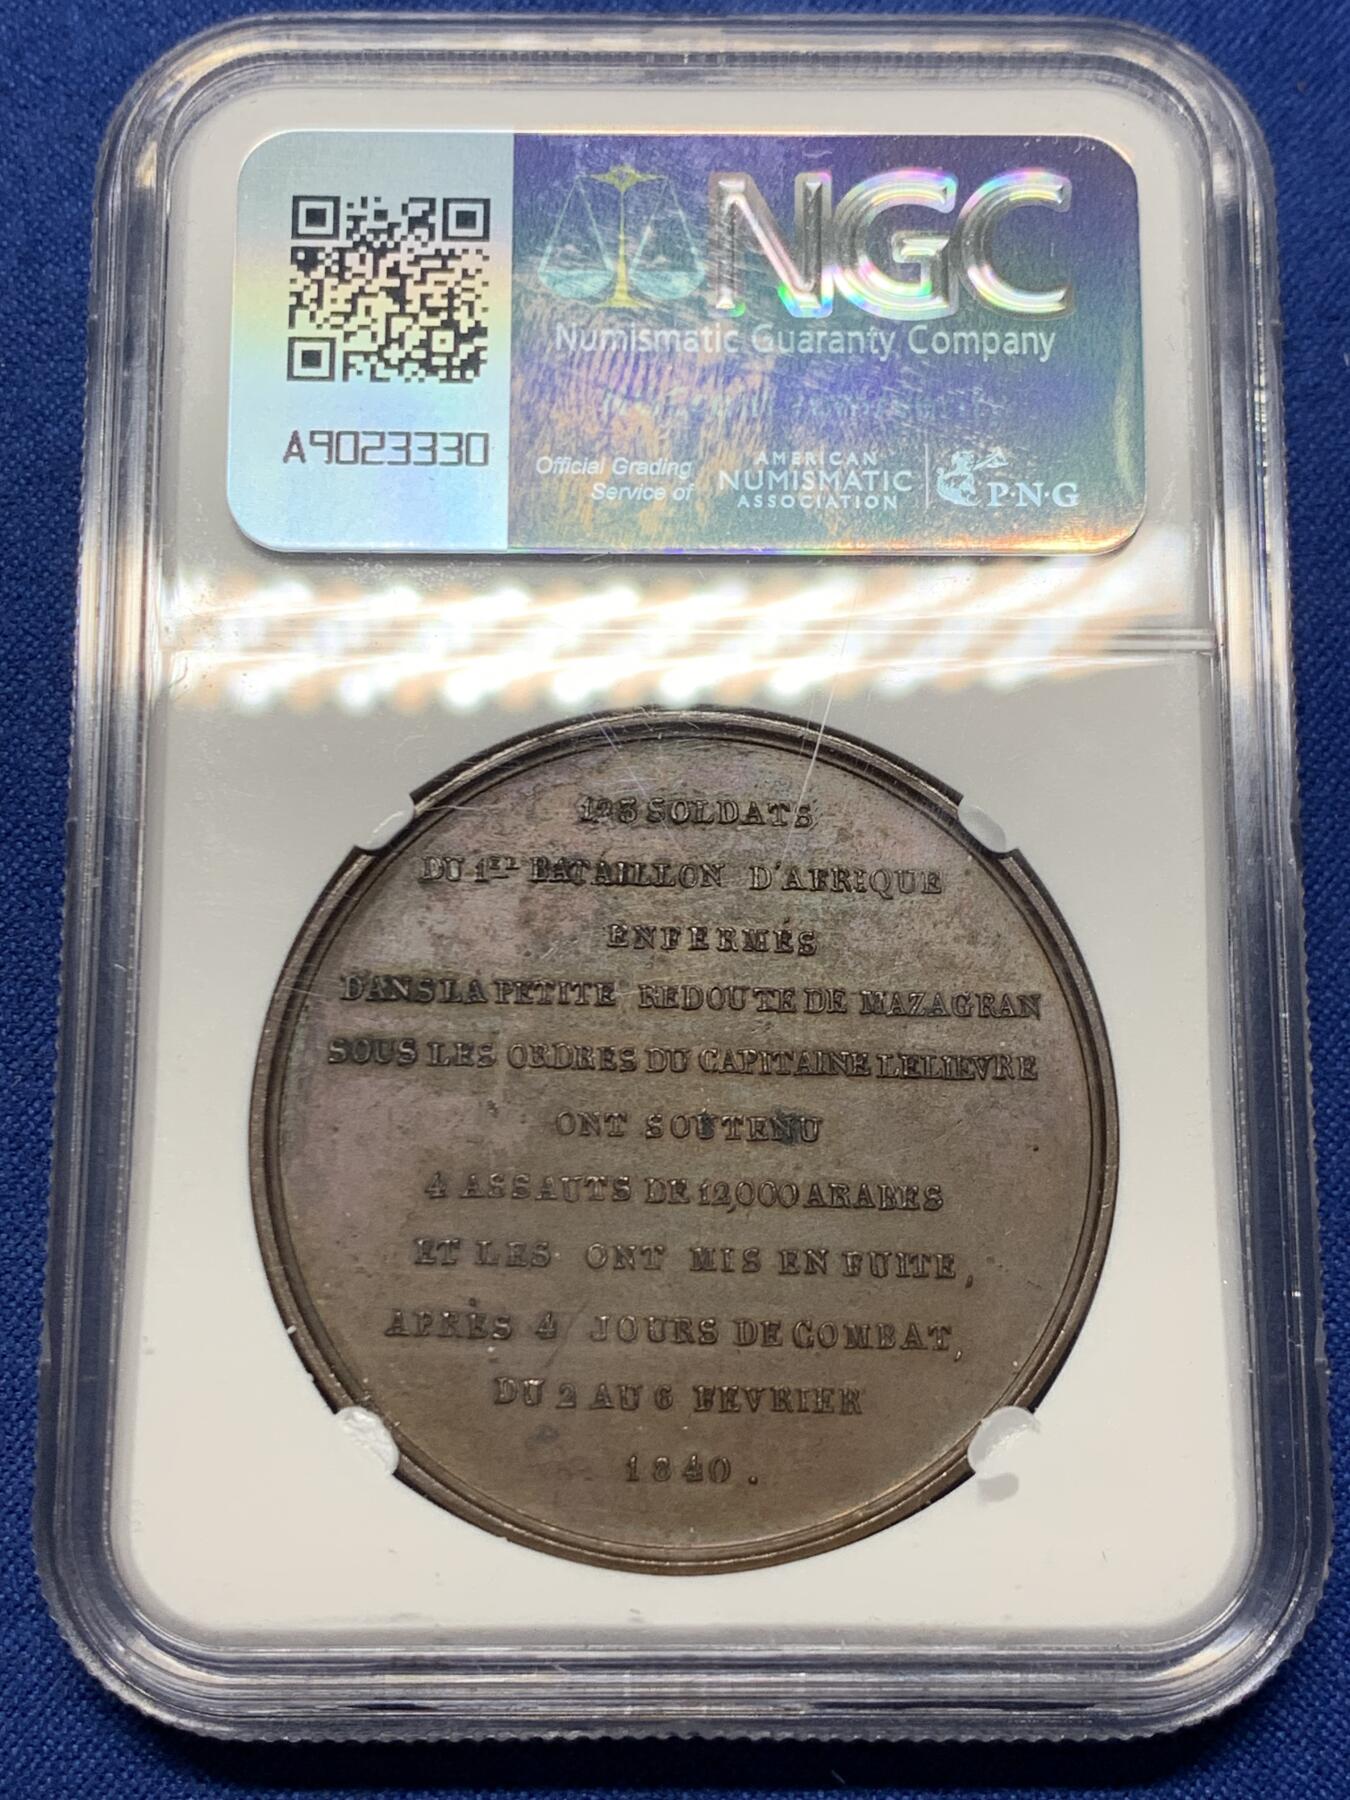 NGC
Numismatic Guaranty Company
A9023330
Official Grading
Service of
AMERICAN
NUMISMATIC
ASSOCIATION
P·N·G
123 SOLDATS
DU 1ER BATAILLON D'AFRIQUE
ENFERMÉS
DANS LA PETITE REDOUTE DE MAZAGRAN
SOUS LES ORDRES DU CAPITAINE LELIEVRE
ONT SOUTENU
4 ASSAUTS DE 12,000 ARABES
ET LES ONT MIS EN FUITE,
APRÈS 4 JOURS DE COMBAT,
DU 2 AU 6 FEVRIER
1840.